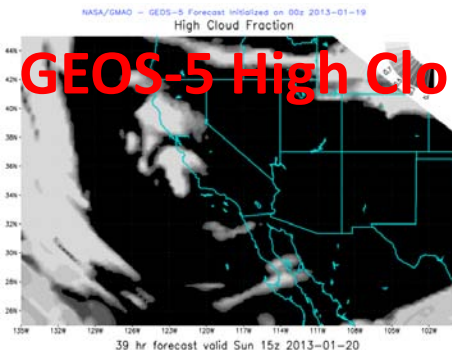 NASA/GMAO - GEOS-5 Forecast Initialized on 00z 2013-01-19
High Cloud Fraction
GEOS-5 High Clo
44N
42N
40N
38N
36N
34N
32N
30N
28N
26N
135W 132W 129W 126W 123W 120W 117W 114W 111W 108W 105W 102W
39 hr forecast valid Sun 15z 2013-01-20